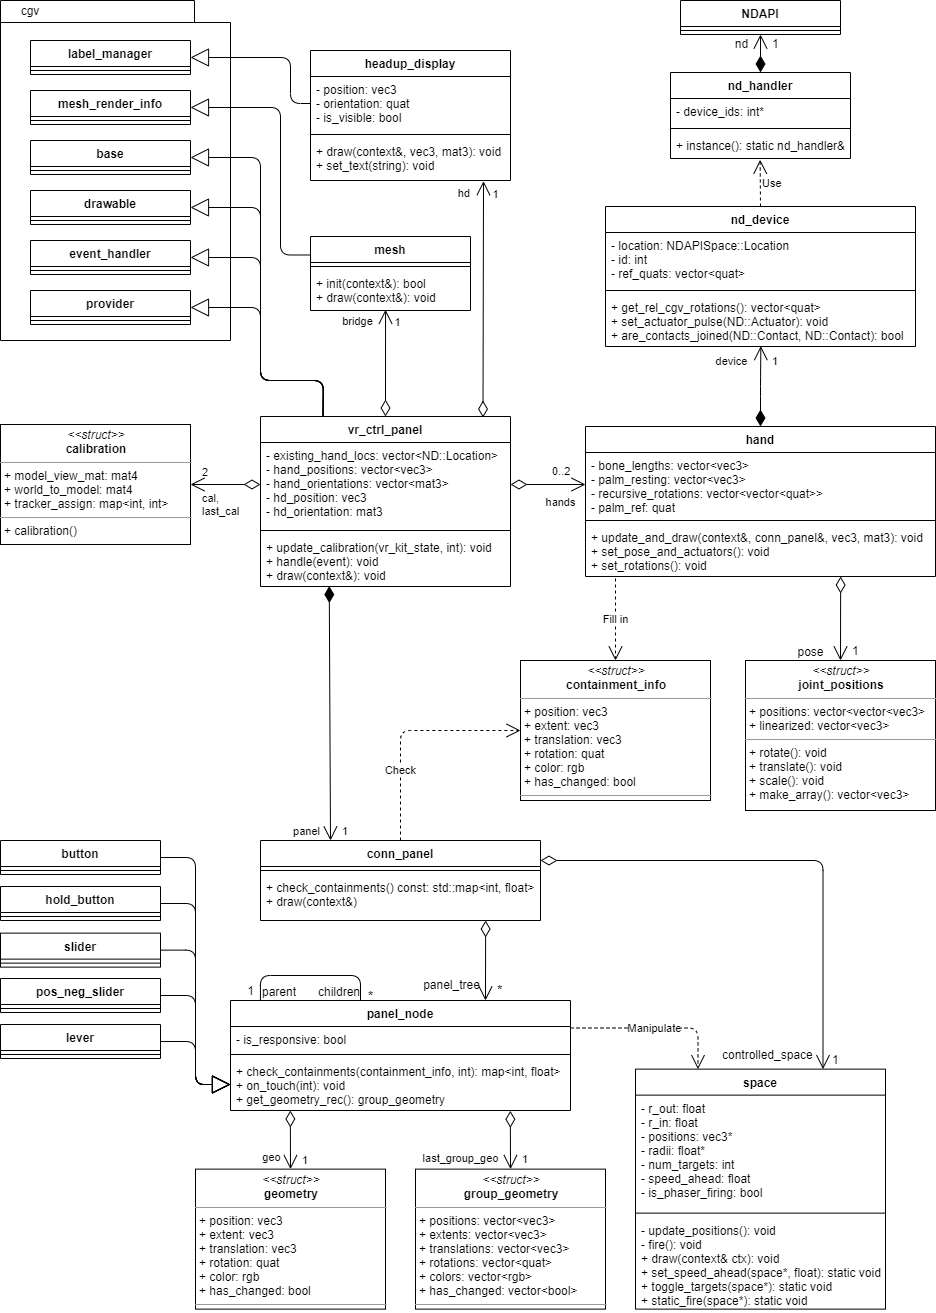 cgv
label_manager
mesh_render_info
base
drawable
event_handler
provider
headup_display
- position: vec3
- orientation: quat
- is_visible: bool
+ draw(context&, vec3, mat3): void
+ set_text(string): void
hd
1
mesh
+ init(context&): bool
+ draw(context&): void
bridge
1
NDAPI
nd
1
nd_handler
- device_ids: int*
+ instance(): static nd_handler&
Use
nd_device
- location: NDAPISpace::Location
- id: int
- ref_quats: vector<quat>
+ get_rel_cgv_rotations(): vector<quat>
+ set_actuator_pulse(ND::Actuator): void
+ are_contacts_joined(ND::Contact, ND::Contact): bool
device
1
<<struct>>
calibration
+ model_view_mat: mat4
+ world_to_model: mat4
+ tracker_assign: map<int, int>
+ calibration()
2
cal,
last_cal
vr_ctrl_panel
- existing_hand_locs: vector<ND::Location>
- hand_positions: vector<vec3>
- hand_orientations: vector<mat3>
- hd_position: vec3
- hd_orientation: mat3
+ update_calibration(vr_kit_state, int): void
+ handle(event): void
+ draw(context&): void
0..2
hands
hand
- bone_lengths: vector<vec3>
- palm_resting: vector<vec3>
- recursive_rotations: vector<vector<quat>>
- palm_ref: quat
+ update_and_draw(context&, conn_panel&, vec3, mat3): void
+ set_pose_and_actuators(): void
+ set_rotations(): void
Fill in
pose
1
<<struct>>
containment_info
+ position: vec3
+ extent: vec3
+ translation: vec3
+ rotation: quat
+ color: rgb
+ has_changed: bool
<<struct>>
joint_positions
+ positions: vector<vector<vec3>
+ linearized: vector<vec3>
+ rotate(): void
+ translate(): void
+ scale(): void
+ make_array(): vector<vec3>
Check
panel
1
button
hold_button
slider
pos_neg_slider
lever
conn_panel
+ check_containments() const: std::map<int, float>
+ draw(context&)
panel_tree
*
1
parent
children
*
panel_node
- is_responsive: bool
+ check_containments(containment_info, int): map<int, float>
+ on_touch(int): void
+ get_geometry_rec(): group_geometry
Manipulate
controlled_space
1
geo
1
last_group_geo
1
<<struct>>
geometry
+ position: vec3
+ extent: vec3
+ translation: vec3
+ rotation: quat
+ color: rgb
+ has_changed: bool
<<struct>>
group_geometry
+ positions: vector<vec3>
+ extents: vector<vec3>
+ translations: vector<vec3>
+ rotations: vector<quat>
+ colors: vector<rgb>
+ has_changed: vector<bool>
space
- r_out: float
- r_in: float
- positions: vec3*
- radii: float*
- num_targets: int
- speed_ahead: float
- is_phaser_firing: bool
- update_positions(): void
- fire(): void
+ draw(context& ctx): void
+ set_speed_ahead(space*, float): static void
+ toggle_targets(space*): static void
+ static_fire(space*): static void